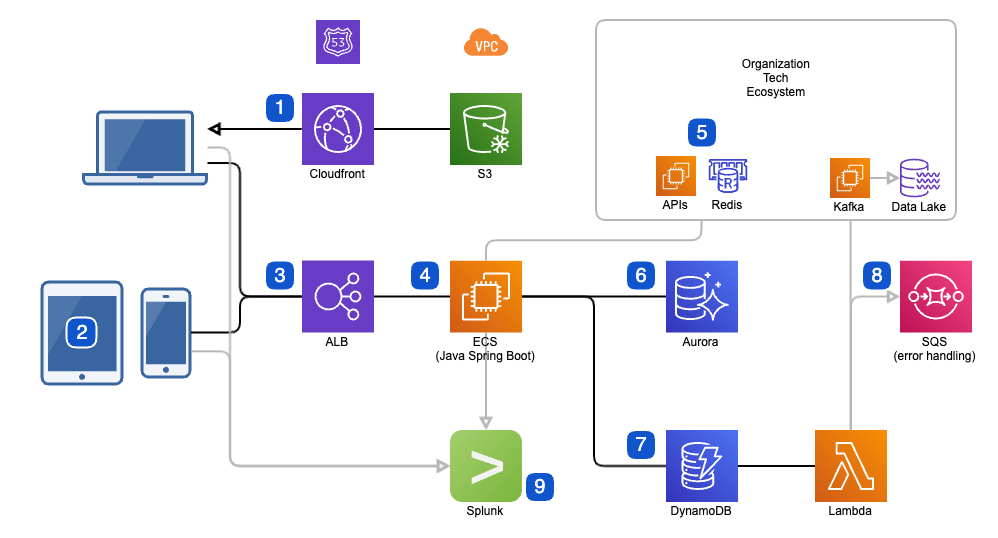 53
VPC
Organization
Tech
Ecosystem
1
5
Cloudfront
S3
R
APIs
Redis
Kafka
Data Lake
3
4
6
8
2
ALB
ECS
(Java Spring Boot)
Aurora
SQS
(error handling)
7
>
9
Splunk
DynamoDB
Lambda